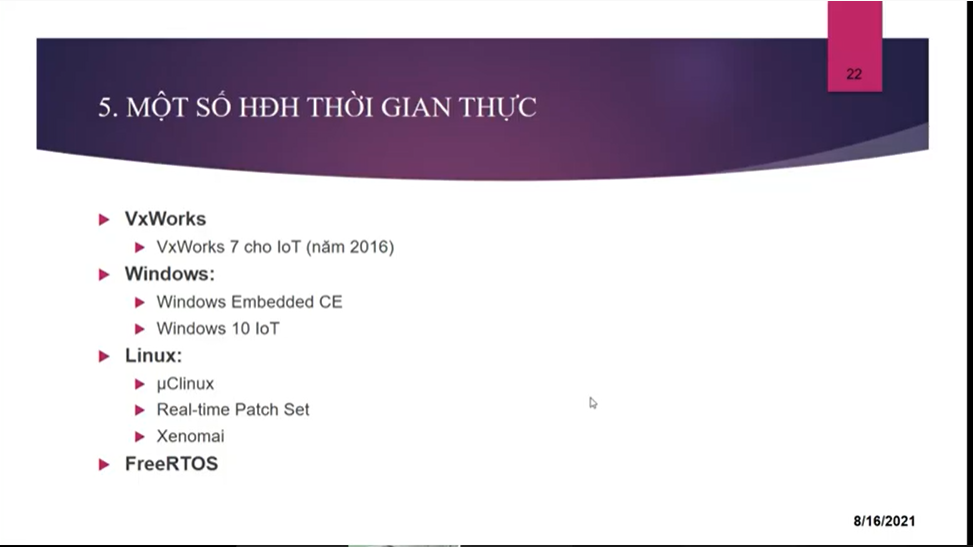 22
5. MỘT SỐ HĐH THỜI GIAN THỰC
VxWorks
VxWorks 7 cho IoT (năm 2016)
Windows:
Windows Embedded CE
Windows 10 IoT
Linux:
µClinux
Real-time Patch Set
Xenomai
FreeRTOS
8/16/2021